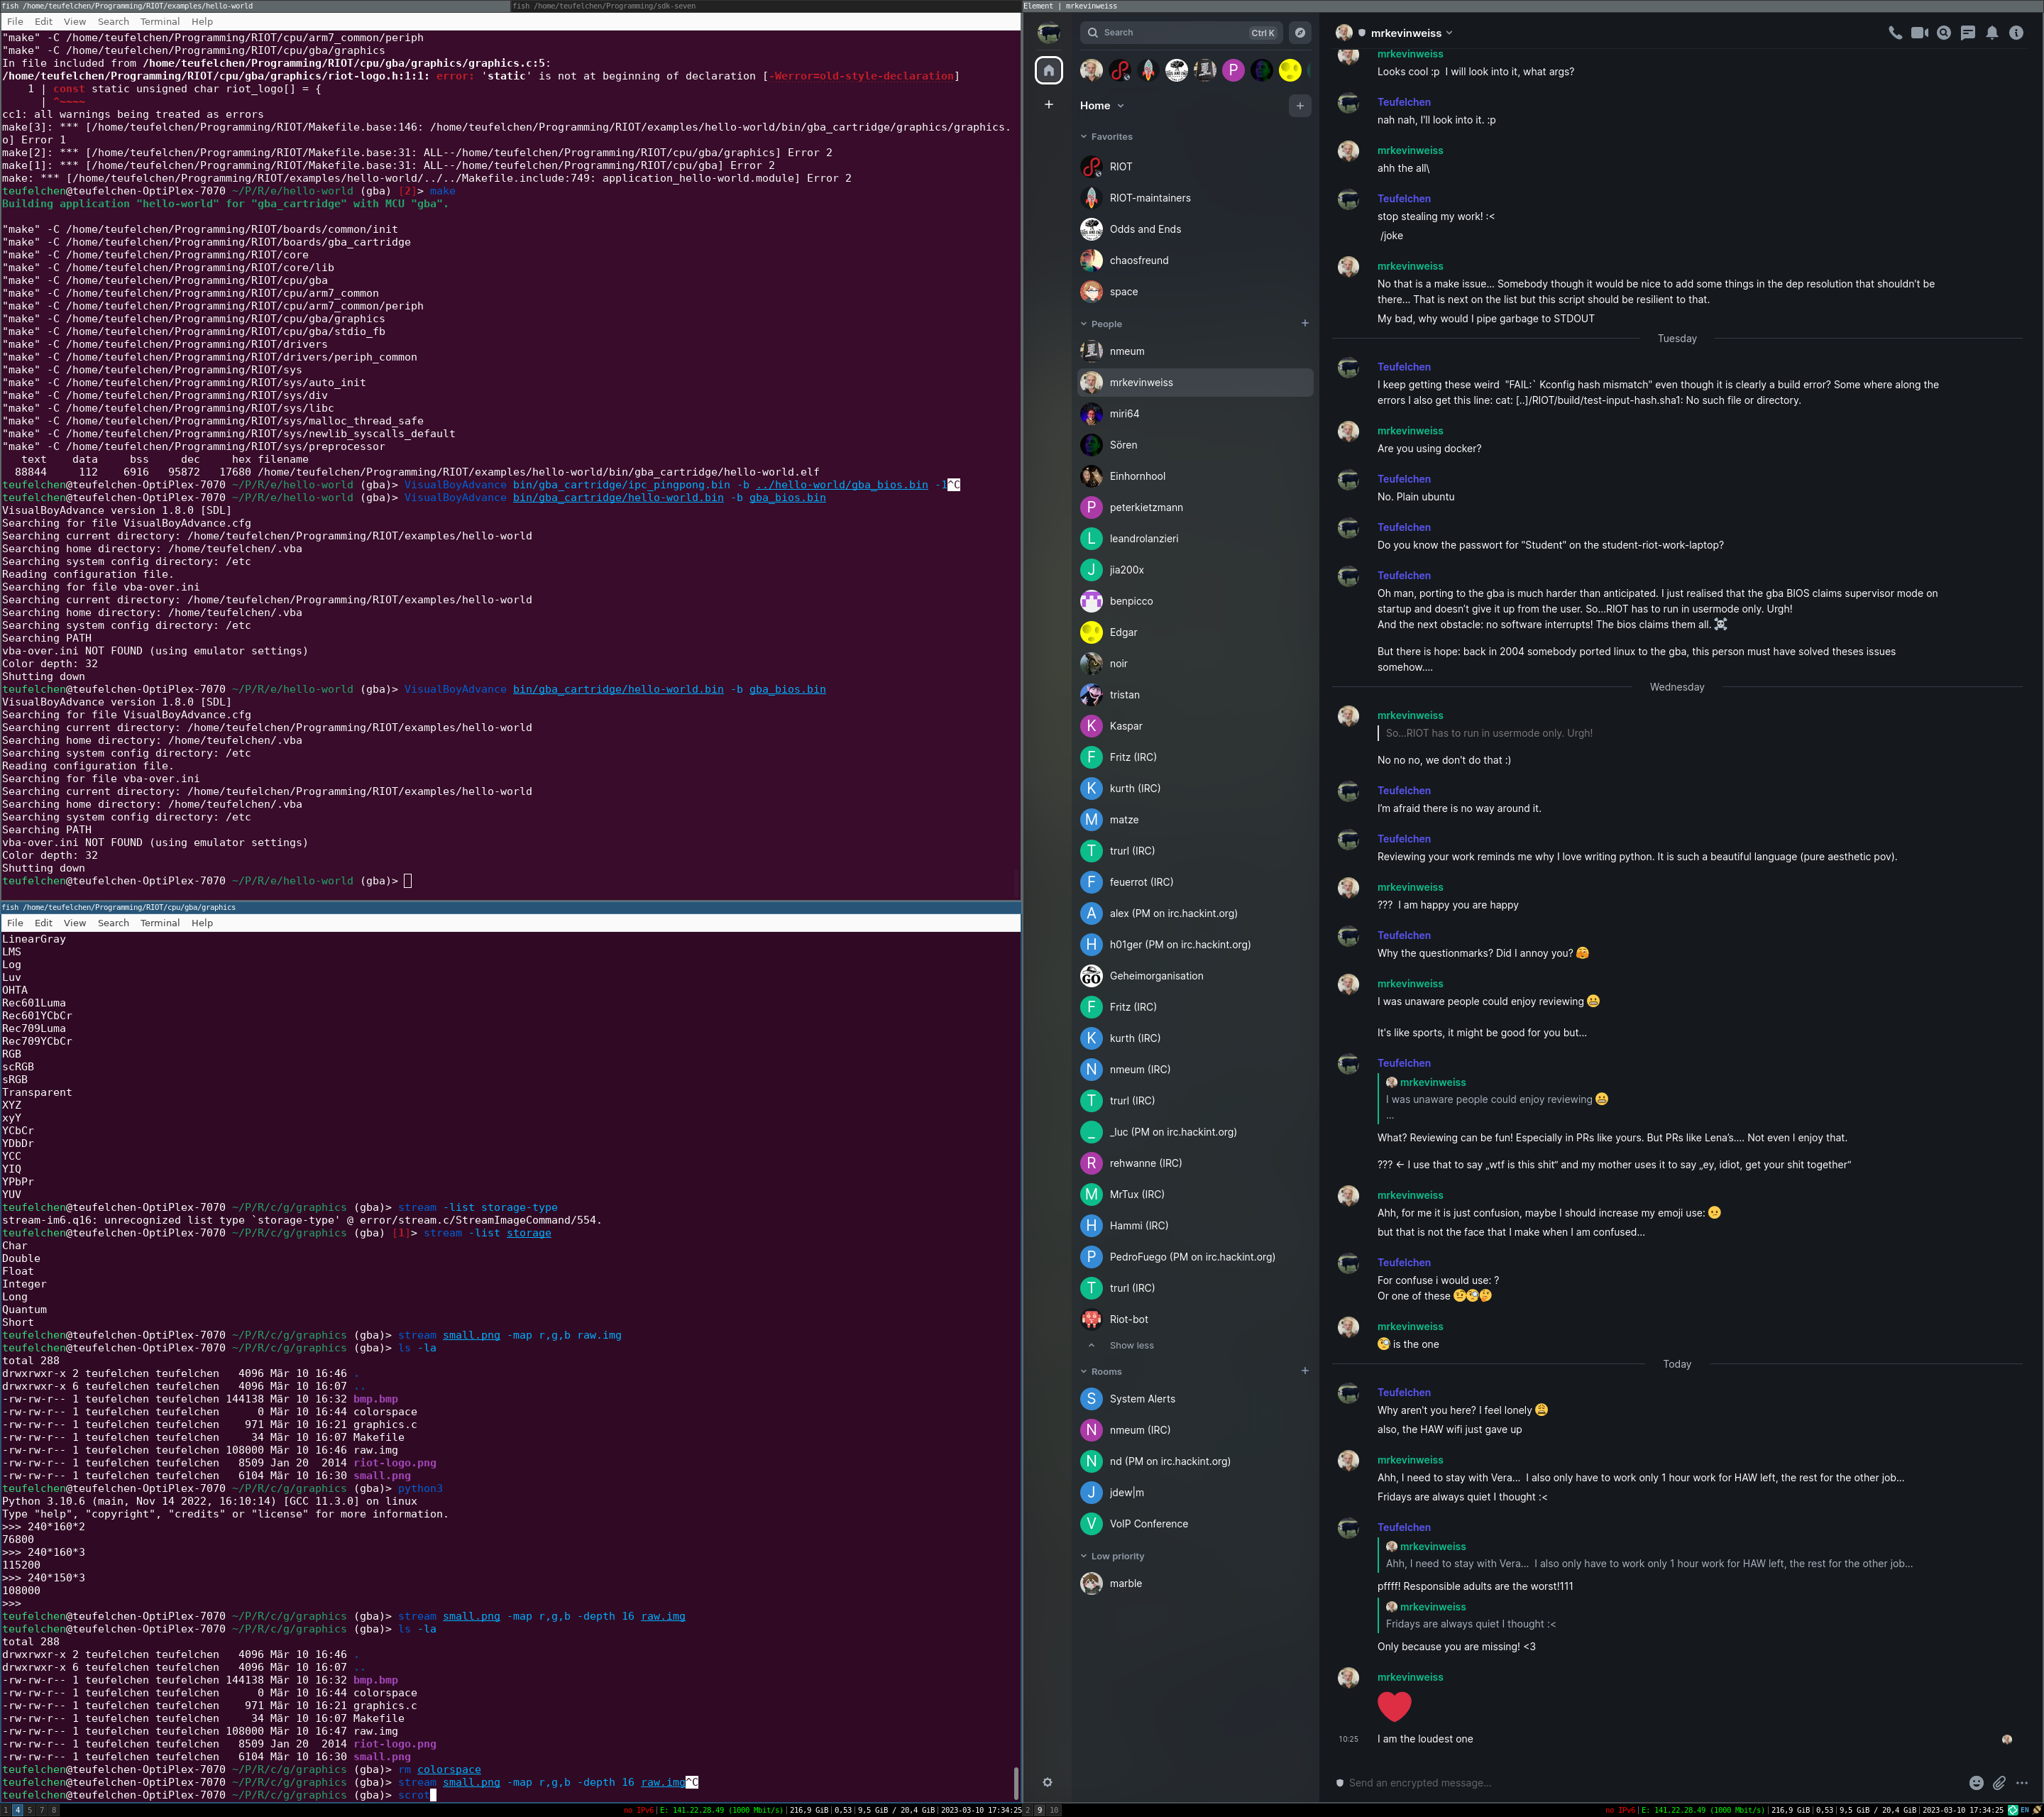 fish /home/teufelchen/Programming/RIOT/examples/hello-world
fish /home/teufelchen/Programming/sdk-seven
File Edit View Search Terminal Help
"make" -C /home/teufelchen/Programming/RIOT/cpu/arm7_common/periph
"make" -C /home/teufelchen/Programming/RIOT/cpu/gba/graphics
In file included from /home/teufelchen/Programming/RIOT/cpu/gba/graphics/graphics.c:5:
/home/teufelchen/Programming/RIOT/cpu/gba/graphics/riot-logo.h:1:1: error: 'static' is not at beginning of declaration [-Werror=old-style-declaration]
1 | const static unsigned char riot_logo[] = {
| ^~~~~
cc1: all warnings being treated as errors
make[3]: *** [/home/teufelchen/Programming/RIOT/Makefile.base:146: /home/teufelchen/Programming/RIOT/examples/hello-world/bin/gba_cartridge/graphics/graphics.
o] Error 1
make[2]: *** [/home/teufelchen/Programming/RIOT/Makefile.base:31: ALL--/home/teufelchen/Programming/RIOT/cpu/gba/graphics] Error 2
make[1]: *** [/home/teufelchen/Programming/RIOT/Makefile.base:31: ALL--/home/teufelchen/Programming/RIOT/cpu/gba] Error 2
make: *** [/home/teufelchen/Programming/RIOT/examples/hello-world/../../Makefile.include:749: application_hello-world.module] Error 2
teufelchen@teufelchen-OptiPlex-7070 ~/P/R/e/hello-world (gba) [2]> make
Building application "hello-world" for "gba_cartridge" with MCU "gba".
"make" -C /home/teufelchen/Programming/RIOT/boards/common/init
"make" -C /home/teufelchen/Programming/RIOT/boards/gba_cartridge
"make" -C /home/teufelchen/Programming/RIOT/core
"make" -C /home/teufelchen/Programming/RIOT/core/lib
"make" -C /home/teufelchen/Programming/RIOT/cpu/gba
"make" -C /home/teufelchen/Programming/RIOT/cpu/arm7_common
"make" -C /home/teufelchen/Programming/RIOT/cpu/arm7_common/periph
"make" -C /home/teufelchen/Programming/RIOT/cpu/gba/graphics
"make" -C /home/teufelchen/Programming/RIOT/cpu/gba/stdio_fb
"make" -C /home/teufelchen/Programming/RIOT/drivers
"make" -C /home/teufelchen/Programming/RIOT/drivers/periph_common
"make" -C /home/teufelchen/Programming/RIOT/sys
"make" -C /home/teufelchen/Programming/RIOT/sys/auto_init
"make" -C /home/teufelchen/Programming/RIOT/sys/div
"make" -C /home/teufelchen/Programming/RIOT/sys/libc
"make" -C /home/teufelchen/Programming/RIOT/sys/malloc_thread_safe
"make" -C /home/teufelchen/Programming/RIOT/sys/newlib_syscalls_default
"make" -C /home/teufelchen/Programming/RIOT/sys/preprocessor
text data bss dec hex filename
88844 112 6916 95872 17680 /home/teufelchen/Programming/RIOT/examples/hello-world/bin/gba_cartridge/hello-world.elf
teufelchen@teufelchen-OptiPlex-7070 ~/P/R/e/hello-world (gba)> VisualBoyAdvance bin/gba_cartridge/ipc_pingpong.bin -b ../hello-world/gba_bios.bin -1^C
teufelchen@teufelchen-OptiPlex-7070 ~/P/R/e/hello-world (gba)> VisualBoyAdvance bin/gba_cartridge/hello-world.bin -b gba_bios.bin
VisualBoyAdvance version 1.8.0 [SDL]
Searching for file VisualBoyAdvance.cfg
Searching current directory: /home/teufelchen/Programming/RIOT/examples/hello-world
Searching home directory: /home/teufelchen/.vba
Searching system config directory: /etc
Reading configuration file.
Searching for file vba-over.ini
Searching current directory: /home/teufelchen/Programming/RIOT/examples/hello-world
Searching home directory: /home/teufelchen/.vba
Searching system config directory: /etc
Searching PATH
vba-over.ini NOT FOUND (using emulator settings)
Color depth: 32
Shutting down
teufelchen@teufelchen-OptiPlex-7070 ~/P/R/e/hello-world (gba)> VisualBoyAdvance bin/gba_cartridge/hello-world.bin -b gba_bios.bin
VisualBoyAdvance version 1.8.0 [SDL]
Searching for file VisualBoyAdvance.cfg
Searching current directory: /home/teufelchen/Programming/RIOT/examples/hello-world
Searching home directory: /home/teufelchen/.vba
Searching system config directory: /etc
Reading configuration file.
Searching for file vba-over.ini
Searching current directory: /home/teufelchen/Programming/RIOT/examples/hello-world
Searching home directory: /home/teufelchen/.vba
Searching system config directory: /etc
Searching PATH
vba-over.ini NOT FOUND (using emulator settings)
Color depth: 32
Shutting down
teufelchen@teufelchen-OptiPlex-7070 ~/P/R/e/hello-world (gba)>
fish /home/teufelchen/Programming/RIOT/cpu/gba/graphics
File Edit View Search Terminal Help
LinearGray
LMS
Log
Luv
OHTA
Rec601Luma
Rec601YCbCr
Rec709Luma
Rec709YCbCr
RGB
scRGB
sRGB
Transparent
XYZ
xyY
YCbCr
YDbDr
YCC
YIQ
YPbPr
YUV
teufelchen@teufelchen-OptiPlex-7070 ~/P/R/c/g/graphics (gba)> stream -list storage-type
stream-im6.q16: unrecognized list type `storage-type' @ error/stream.c/StreamImageCommand/554.
teufelchen@teufelchen-OptiPlex-7070 ~/P/R/c/g/graphics (gba) [1]> stream -list storage
Char
Double
Float
Integer
Long
Quantum
Short
teufelchen@teufelchen-OptiPlex-7070 ~/P/R/c/g/graphics (gba)> stream small.png -map r,g,b raw.img
teufelchen@teufelchen-OptiPlex-7070 ~/P/R/c/g/graphics (gba)> ls -la
total 288
drwxrwxr-x 2 teufelchen teufelchen 4096 Mär 10 16:46 .
drwxrwxr-x 6 teufelchen teufelchen 4096 Mär 10 16:07 ..
-rw-rw-r-- 1 teufelchen teufelchen 144138 Mär 10 16:32 bmp.bmp
-rw-rw-r-- 1 teufelchen teufelchen 0 Mär 10 16:44 colorspace
-rw-rw-r-- 1 teufelchen teufelchen 971 Mär 10 16:21 graphics.c
-rw-rw-r-- 1 teufelchen teufelchen 34 Mär 10 16:07 Makefile
-rw-rw-r-- 1 teufelchen teufelchen 108000 Mär 10 16:46 raw.img
-rw-rw-r-- 1 teufelchen teufelchen 8509 Jan 20 2014 riot-logo.png
-rw-rw-r-- 1 teufelchen teufelchen 6104 Mär 10 16:30 small.png
teufelchen@teufelchen-OptiPlex-7070 ~/P/R/c/g/graphics (gba)> python3
Python 3.10.6 (main, Nov 14 2022, 16:10:14) [GCC 11.3.0] on linux
Type "help", "copyright", "credits" or "license" for more information.
>>> 240*160*2
76800
>>> 240*160*3
115200
>>> 240*150*3
108000
>>>
teufelchen@teufelchen-OptiPlex-7070 ~/P/R/c/g/graphics (gba)> stream small.png -map r,g,b -depth 16 raw.img
teufelchen@teufelchen-OptiPlex-7070 ~/P/R/c/g/graphics (gba)> ls -la
total 288
drwxrwxr-x 2 teufelchen teufelchen 4096 Mär 10 16:46 .
drwxrwxr-x 6 teufelchen teufelchen 4096 Mär 10 16:07 ..
-rw-rw-r-- 1 teufelchen teufelchen 144138 Mär 10 16:32 bmp.bmp
-rw-rw-r-- 1 teufelchen teufelchen 0 Mär 10 16:44 colorspace
-rw-rw-r-- 1 teufelchen teufelchen 971 Mär 10 16:21 graphics.c
-rw-rw-r-- 1 teufelchen teufelchen 34 Mär 10 16:07 Makefile
-rw-rw-r-- 1 teufelchen teufelchen 108000 Mär 10 16:47 raw.img
-rw-rw-r-- 1 teufelchen teufelchen 8509 Jan 20 2014 riot-logo.png
-rw-rw-r-- 1 teufelchen teufelchen 6104 Mär 10 16:30 small.png
teufelchen@teufelchen-OptiPlex-7070 ~/P/R/c/g/graphics (gba)> rm colorspace
teufelchen@teufelchen-OptiPlex-7070 ~/P/R/c/g/graphics (gba)> stream small.png -map r,g,b -depth 16 raw.img^C
teufelchen@teufelchen-OptiPlex-7070 ~/P/R/c/g/graphics (gba)> scrot
1 4 5 7 8
no IPv6|E: 141.22.28.49 (1000 Mbit/s)|216,9 GiB|0,53|9,5 GiB / 20,4 GiB|2023-03-10 17:34:25
Element | mrkevinweiss
Search Ctrl K
P
Home
Favorites
RIOT
RIOT-maintainers
Odds and Ends
chaosfreund
space
People
nmeum
mrkevinweiss
miri64
Sören
Einhornhool
P peterkietzmann
L leandrolanzieri
J jia200x
benpicco
Edgar
noir
tristan
K Kaspar
F Fritz (IRC)
K kurth (IRC)
M matze
T trurl (IRC)
F feuerrot (IRC)
A alex (PM on irc.hackint.org)
H h01ger (PM on irc.hackint.org)
GO Geheimorganisation
F Fritz (IRC)
K kurth (IRC)
N nmeum (IRC)
T trurl (IRC)
_ _luc (PM on irc.hackint.org)
R rehwanne (IRC)
M MrTux (IRC)
H Hammi (IRC)
P PedroFuego (PM on irc.hackint.org)
T trurl (IRC)
Riot-bot
Show less
Rooms
S System Alerts
N nmeum (IRC)
N nd (PM on irc.hackint.org)
J jdew|m
V VoIP Conference
Low priority
marble
mrkevinweiss
mrkevinweiss
Looks cool :p I will look into it, what args?
Teufelchen
nah nah, I'll look into it. :p
mrkevinweiss
ahh the all\
Teufelchen
stop stealing my work! :<
/joke
mrkevinweiss
No that is a make issue... Somebody though it would be nice to add some things in the dep resolution that shouldn't be
there... That is next on the list but this script should be resilient to that.
My bad, why would I pipe garbage to STDOUT
Tuesday
Teufelchen
I keep getting these weird "FAIL:` Kconfig hash mismatch" even though it is clearly a build error? Some where along the
errors I also get this line: cat: [..]/RIOT/build/test-input-hash.sha1: No such file or directory.
mrkevinweiss
Are you using docker?
Teufelchen
No. Plain ubuntu
Teufelchen
Do you know the passwort for "Student" on the student-riot-work-laptop?
Teufelchen
Oh man, porting to the gba is much harder than anticipated. I just realised that the gba BIOS claims supervisor mode on
startup and doesn't give it up from the user. So...RIOT has to run in usermode only. Urgh!
And the next obstacle: no software interrupts! The bios claims them all. ☠️
But there is hope: back in 2004 somebody ported linux to the gba, this person must have solved theses issues
somehow....
Wednesday
mrkevinweiss
So...RIOT has to run in usermode only. Urgh!
No no no, we don't do that :)
Teufelchen
I'm afraid there is no way around it.
Teufelchen
Reviewing your work reminds me why I love writing python. It is such a beautiful language (pure aesthetic pov).
mrkevinweiss
??? I am happy you are happy
Teufelchen
Why the questionmarks? Did I annoy you?
mrkevinweiss
I was unaware people could enjoy reviewing
It's like sports, it might be good for you but...
Teufelchen
mrkevinweiss
I was unaware people could enjoy reviewing
...
What? Reviewing can be fun! Especially in PRs like yours. But PRs like Lena's.... Not even I enjoy that.
??? ← I use that to say „wtf is this shit“ and my mother uses it to say „ey, idiot, get your shit together“
mrkevinweiss
Ahh, for me it is just confusion, maybe I should increase my emoji use:
but that is not the face that I make when I am confused...
Teufelchen
For confuse i would use: ?
Or one of these
mrkevinweiss
is the one
Today
Teufelchen
Why aren't you here? I feel lonely
also, the HAW wifi just gave up
mrkevinweiss
Ahh, I need to stay with Vera... I also only have to work only 1 hour work for HAW left, the rest for the other job...
Fridays are always quiet I thought :<
Teufelchen
mrkevinweiss
Ahh, I need to stay with Vera... I also only have to work only 1 hour work for HAW left, the rest for the other job...
pffff! Responsible adults are the worst!111
mrkevinweiss
Fridays are always quiet I thought :<
Only because you are missing! <3
mrkevinweiss
10:25 I am the loudest one
Send an encrypted message...
2 9 10
no IPv6|E: 141.22.28.49 (1000 Mbit/s)|216,9 GiB|0,53|9,5 GiB / 20,4 GiB|2023-03-10 17:34:25
EN